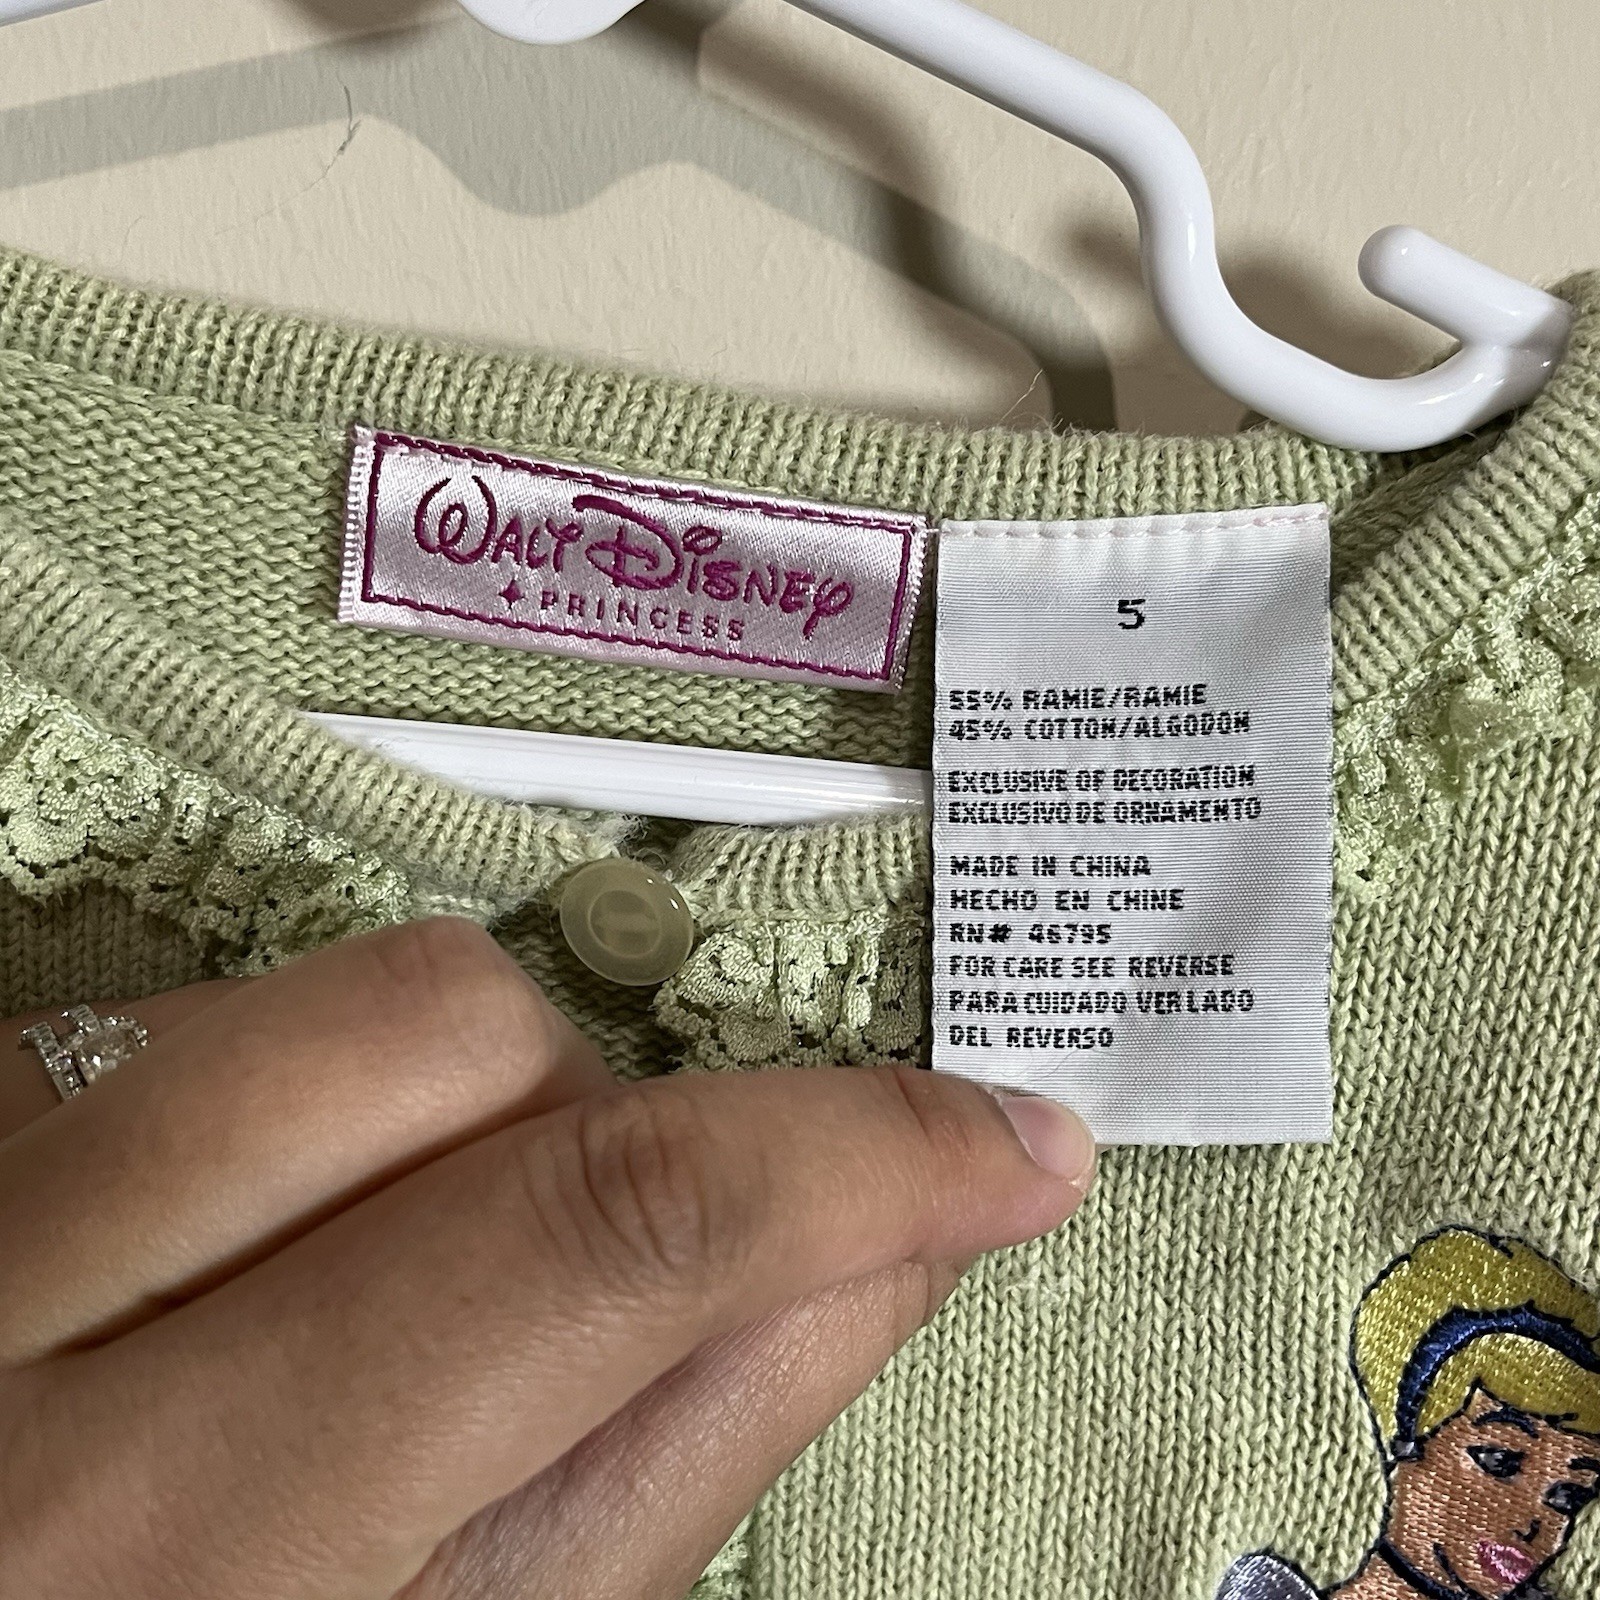 WALT DISNEY
PRINCESS
5
55% RAMIE/RAMIE
45% COTTON/ALGODON
EXCLUSIVE OF DECORATION
EXCLUSIVO DE ORNAMENTO
MADE IN CHINA
HECHO EN CHINE
RN# 46795
FOR CARE SEE REVERSE
PARA CUIDADO VER LADO
DEL REVERSO